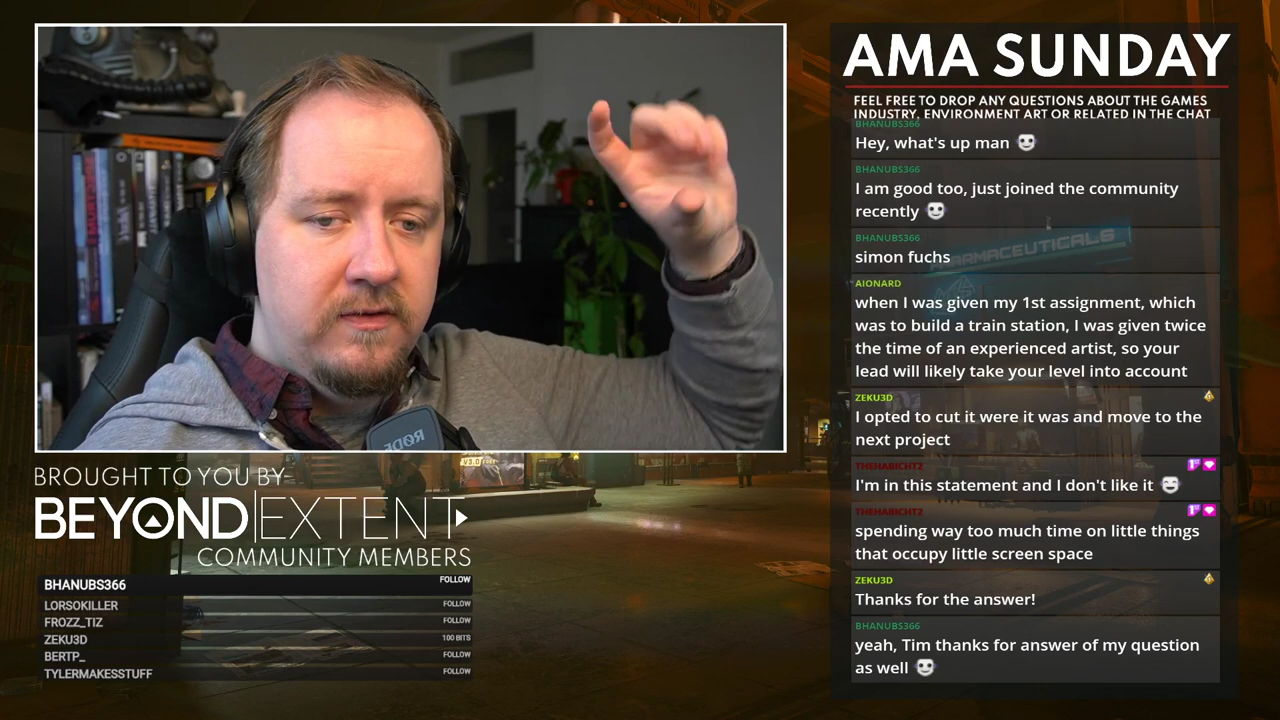 AMA SUNDAY
FEEL FREE TO DROP ANY QUESTIONS ABOUT THE GAMES
INDUSTRY, ENVIRONMENT ART OR RELATED IN THE CHAT
BHANUBS366
Hey, what's up man
BHANUBS366
I am good too, just joined the community
recently
BHANUBS366
simon fuchs
AIONARD
when I was given my 1st assignment, which
was to build a train station, I was given twice
the time of an experienced artist, so your
lead will likely take your level into account
ZEKU3D
I opted to cut it were it was and move to the
next project
THEHABICHT2
I'm in this statement and I don't like it
THEHABICHT2
spending way too much time on little things
that occupy little screen space
ZEKU3D
Thanks for the answer!
BHANUBS366
yeah, Tim thanks for answer of my question
as well
RØDE
V3.0
BROUGHT TO YOU BY
BEYOND EXTENT
COMMUNITY MEMBERS
BHANUBS366 FOLLOW
LORSOKILLER FOLLOW
FROZZ_TIZ FOLLOW
ZEKU3D 100 BITS
BERTP_ FOLLOW
TYLERMAKESSTUFF FOLLOW